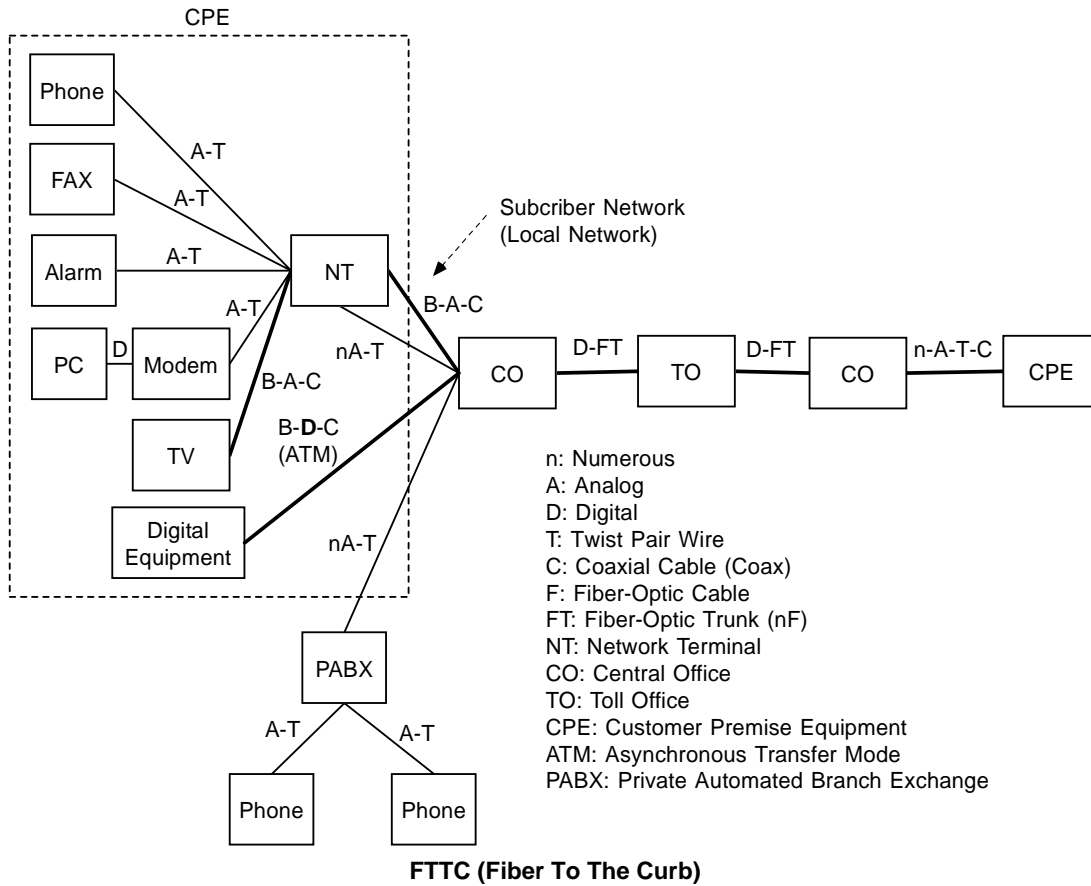 CPE
Phone
A-T
FAX
A-T
Subcriber Network
(Local Network)
Alarm
A-T
NT
A-T
B-A-C
PC
D
Modem
nA-T
B-A-C
CO
D-FT
TO
D-FT
CO
n-A-T-C
CPE
TV
B-D-C
(ATM)
Digital
Equipment
nA-T
n: Numerous
A: Analog
D: Digital
T: Twist Pair Wire
C: Coaxial Cable (Coax)
F: Fiber-Optic Cable
FT: Fiber-Optic Trunk (nF)
NT: Network Terminal
CO: Central Office
TO: Toll Office
CPE: Customer Premise Equipment
ATM: Asynchronous Transfer Mode
PABX: Private Automated Branch Exchange
PABX
A-T
A-T
Phone
Phone
FTTC (Fiber To The Curb)